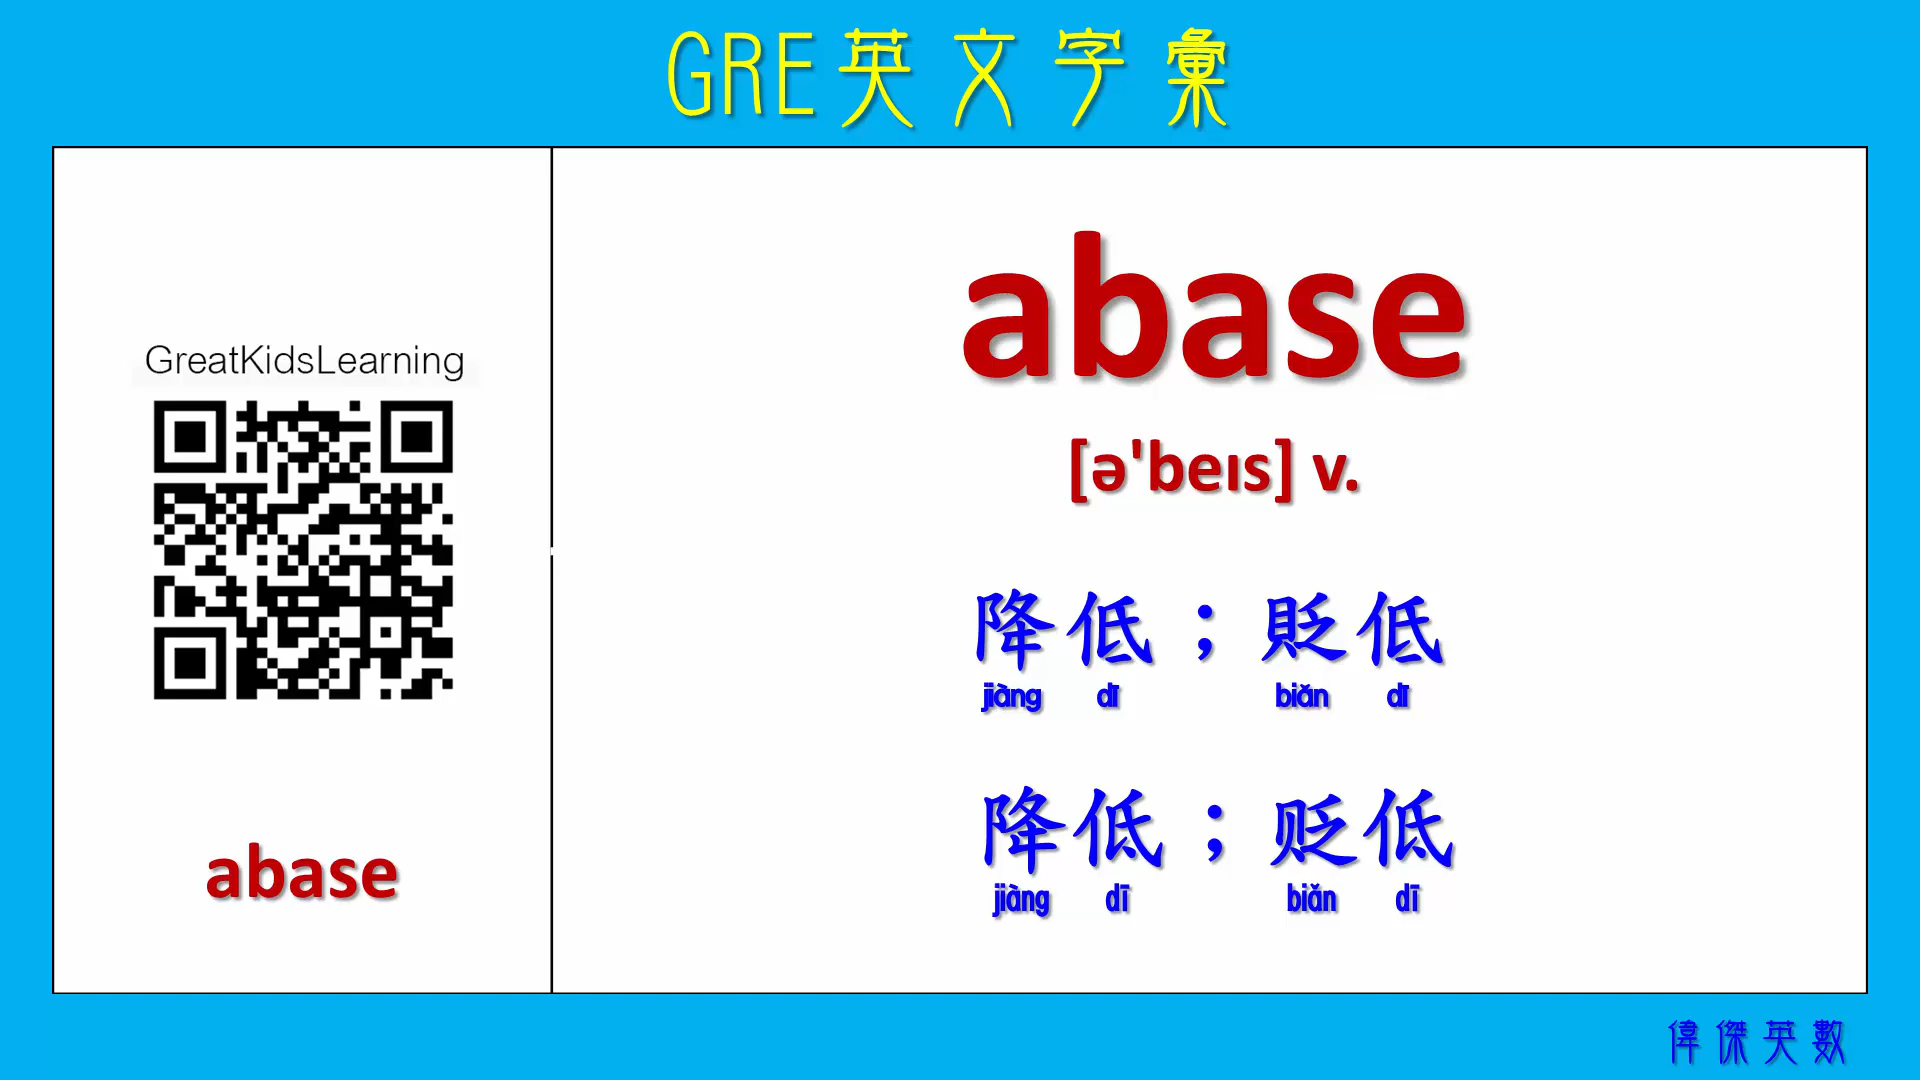 GRE英文字彙
GreatKidsLearning
abase
abase
[ə'beɪs] v.
降低；貶低
jiàng dī biǎn dī
降低；贬低
jiàng dī biǎn dī
偉傑英數